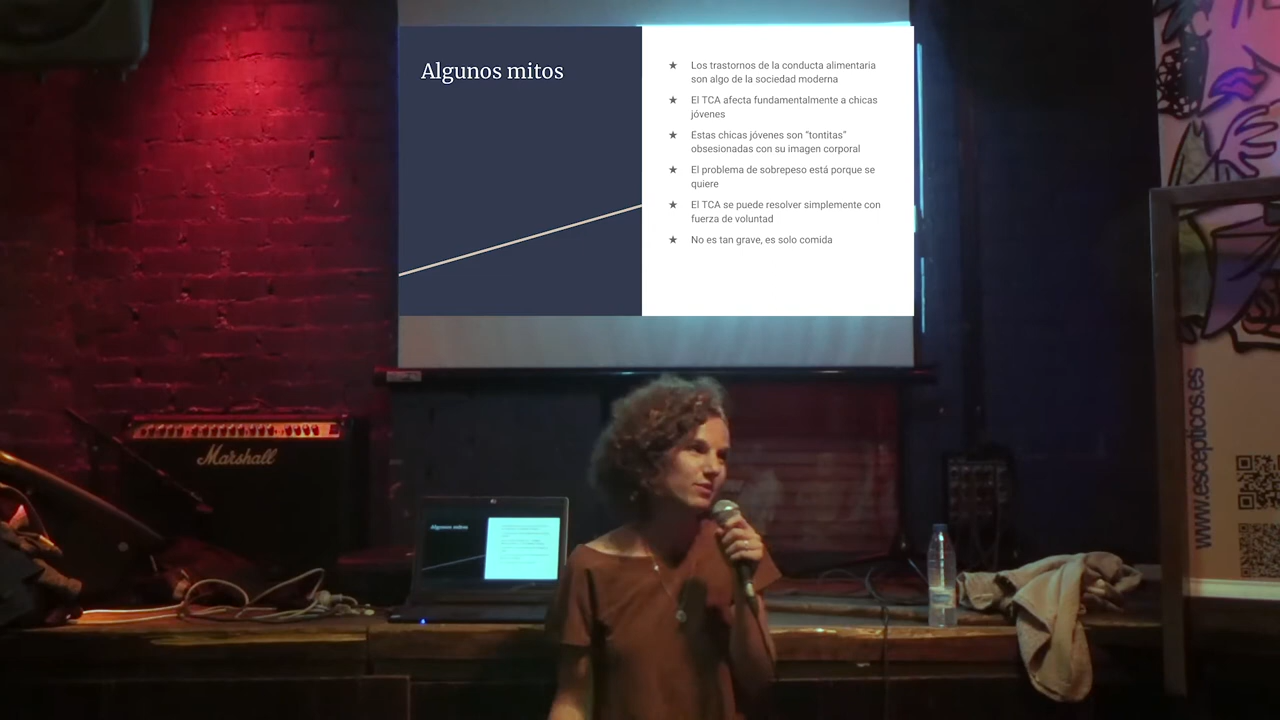 Algunos mitos
★ Los trastornos de la conducta alimentaria
son algo de la sociedad moderna
★ El TCA afecta fundamentalmente a chicas
jóvenes
★ Estas chicas jóvenes son “tontitas”
obsesionadas con su imagen corporal
★ El problema de sobrepeso está porque se
quiere
★ El TCA se puede resolver simplemente con
fuerza de voluntad
★ No es tan grave, es solo comida
Marshall
Algunos mitos
www.escepticos.es